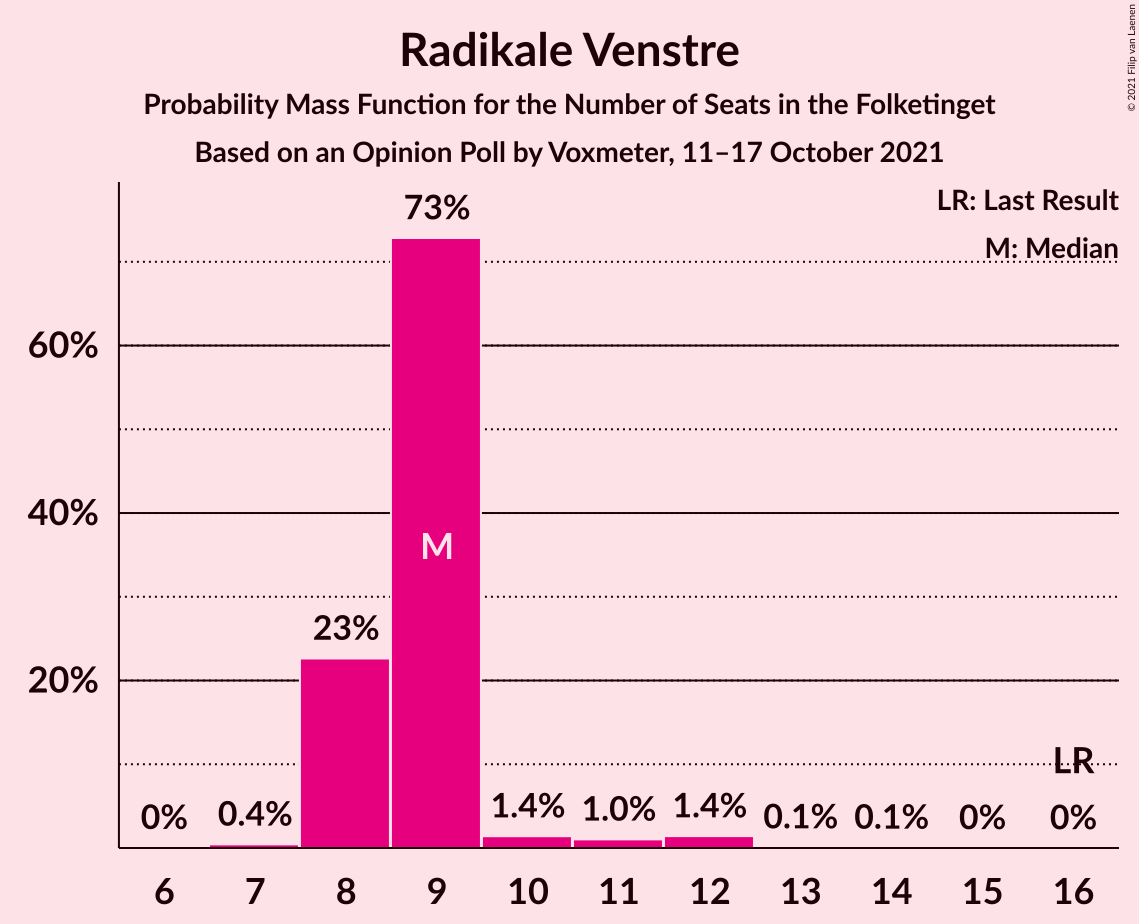 Radikale Venstre
Probability Mass Function for the Number of Seats in the Folketinget
Based on an Opinion Poll by Voxmeter, 11–17 October 2021
© 2021 Filip van Laenen
LR: Last Result
M: Median
73%
60%
40%
M
23%
20%
LR
0%
0.4%
1.4%
1.0%
1.4%
0.1%
0.1%
0%
0%
6 7 8 9 10 11 12 13 14 15 16